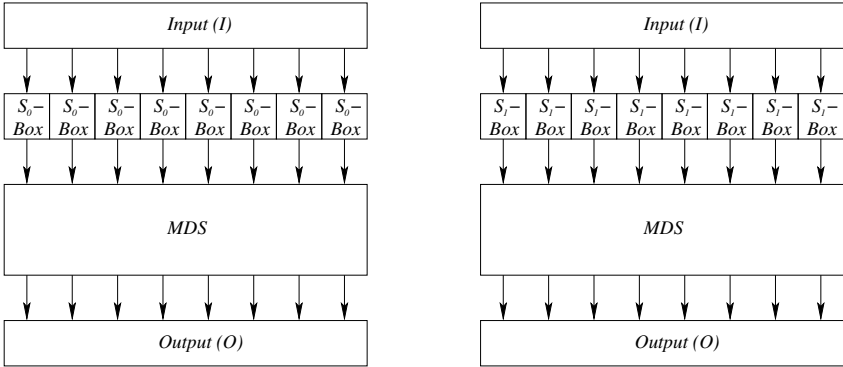 Input (I)
S₀– S₀– S₀– S₀– S₀– S₀– S₀– S₀–
Box Box Box Box Box Box Box Box
MDS
Output (O)
Input (I)
S₁– S₁– S₁– S₁– S₁– S₁– S₁– S₁–
Box Box Box Box Box Box Box Box
MDS
Output (O)